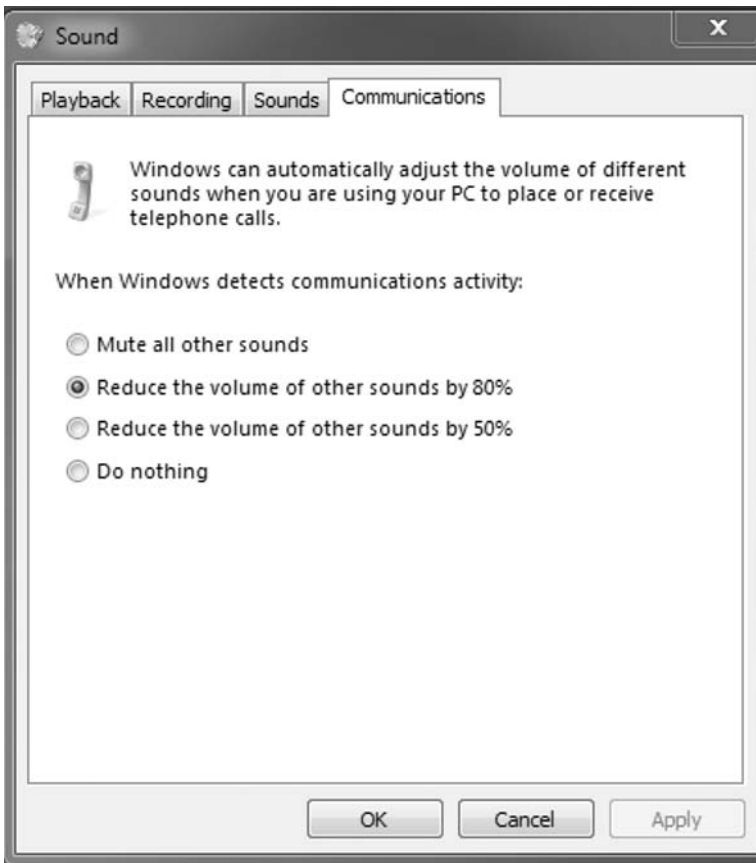 Sound
Playback Recording Sounds Communications
Windows can automatically adjust the volume of different
sounds when you are using your PC to place or receive
telephone calls.
When Windows detects communications activity:
Mute all other sounds
Reduce the volume of other sounds by 80%
Reduce the volume of other sounds by 50%
Do nothing
OK Cancel Apply